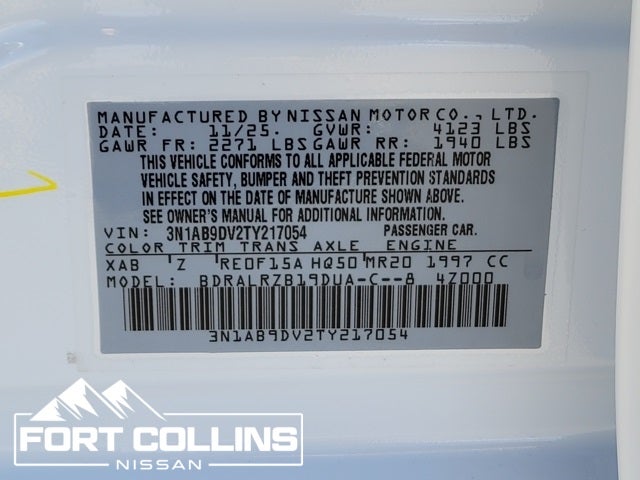 MANUFACTURED BY NISSAN MOTOR CO., LTD.
DATE: 11/25. GVWR: 4123 LBS
GAWR FR: 2271 LBS GAWR RR: 1940 LBS
THIS VEHICLE CONFORMS TO ALL APPLICABLE FEDERAL MOTOR
VEHICLE SAFETY, BUMPER AND THEFT PREVENTION STANDARDS
IN EFFECT ON THE DATE OF MANUFACTURE SHOWN ABOVE.
SEE OWNER'S MANUAL FOR ADDITIONAL INFORMATION.
VIN: 3N1AB9DV2TY217054 PASSENGER CAR.
COLOR TRIM TRANS AXLE ENGINE
XAB Z RE0F15A HQ50 MR20 1997 CC
MODEL: BDRALRZB19DUA-C--8 4Z000
3N1AB9DV2TY217054
FORT COLLINS
NISSAN